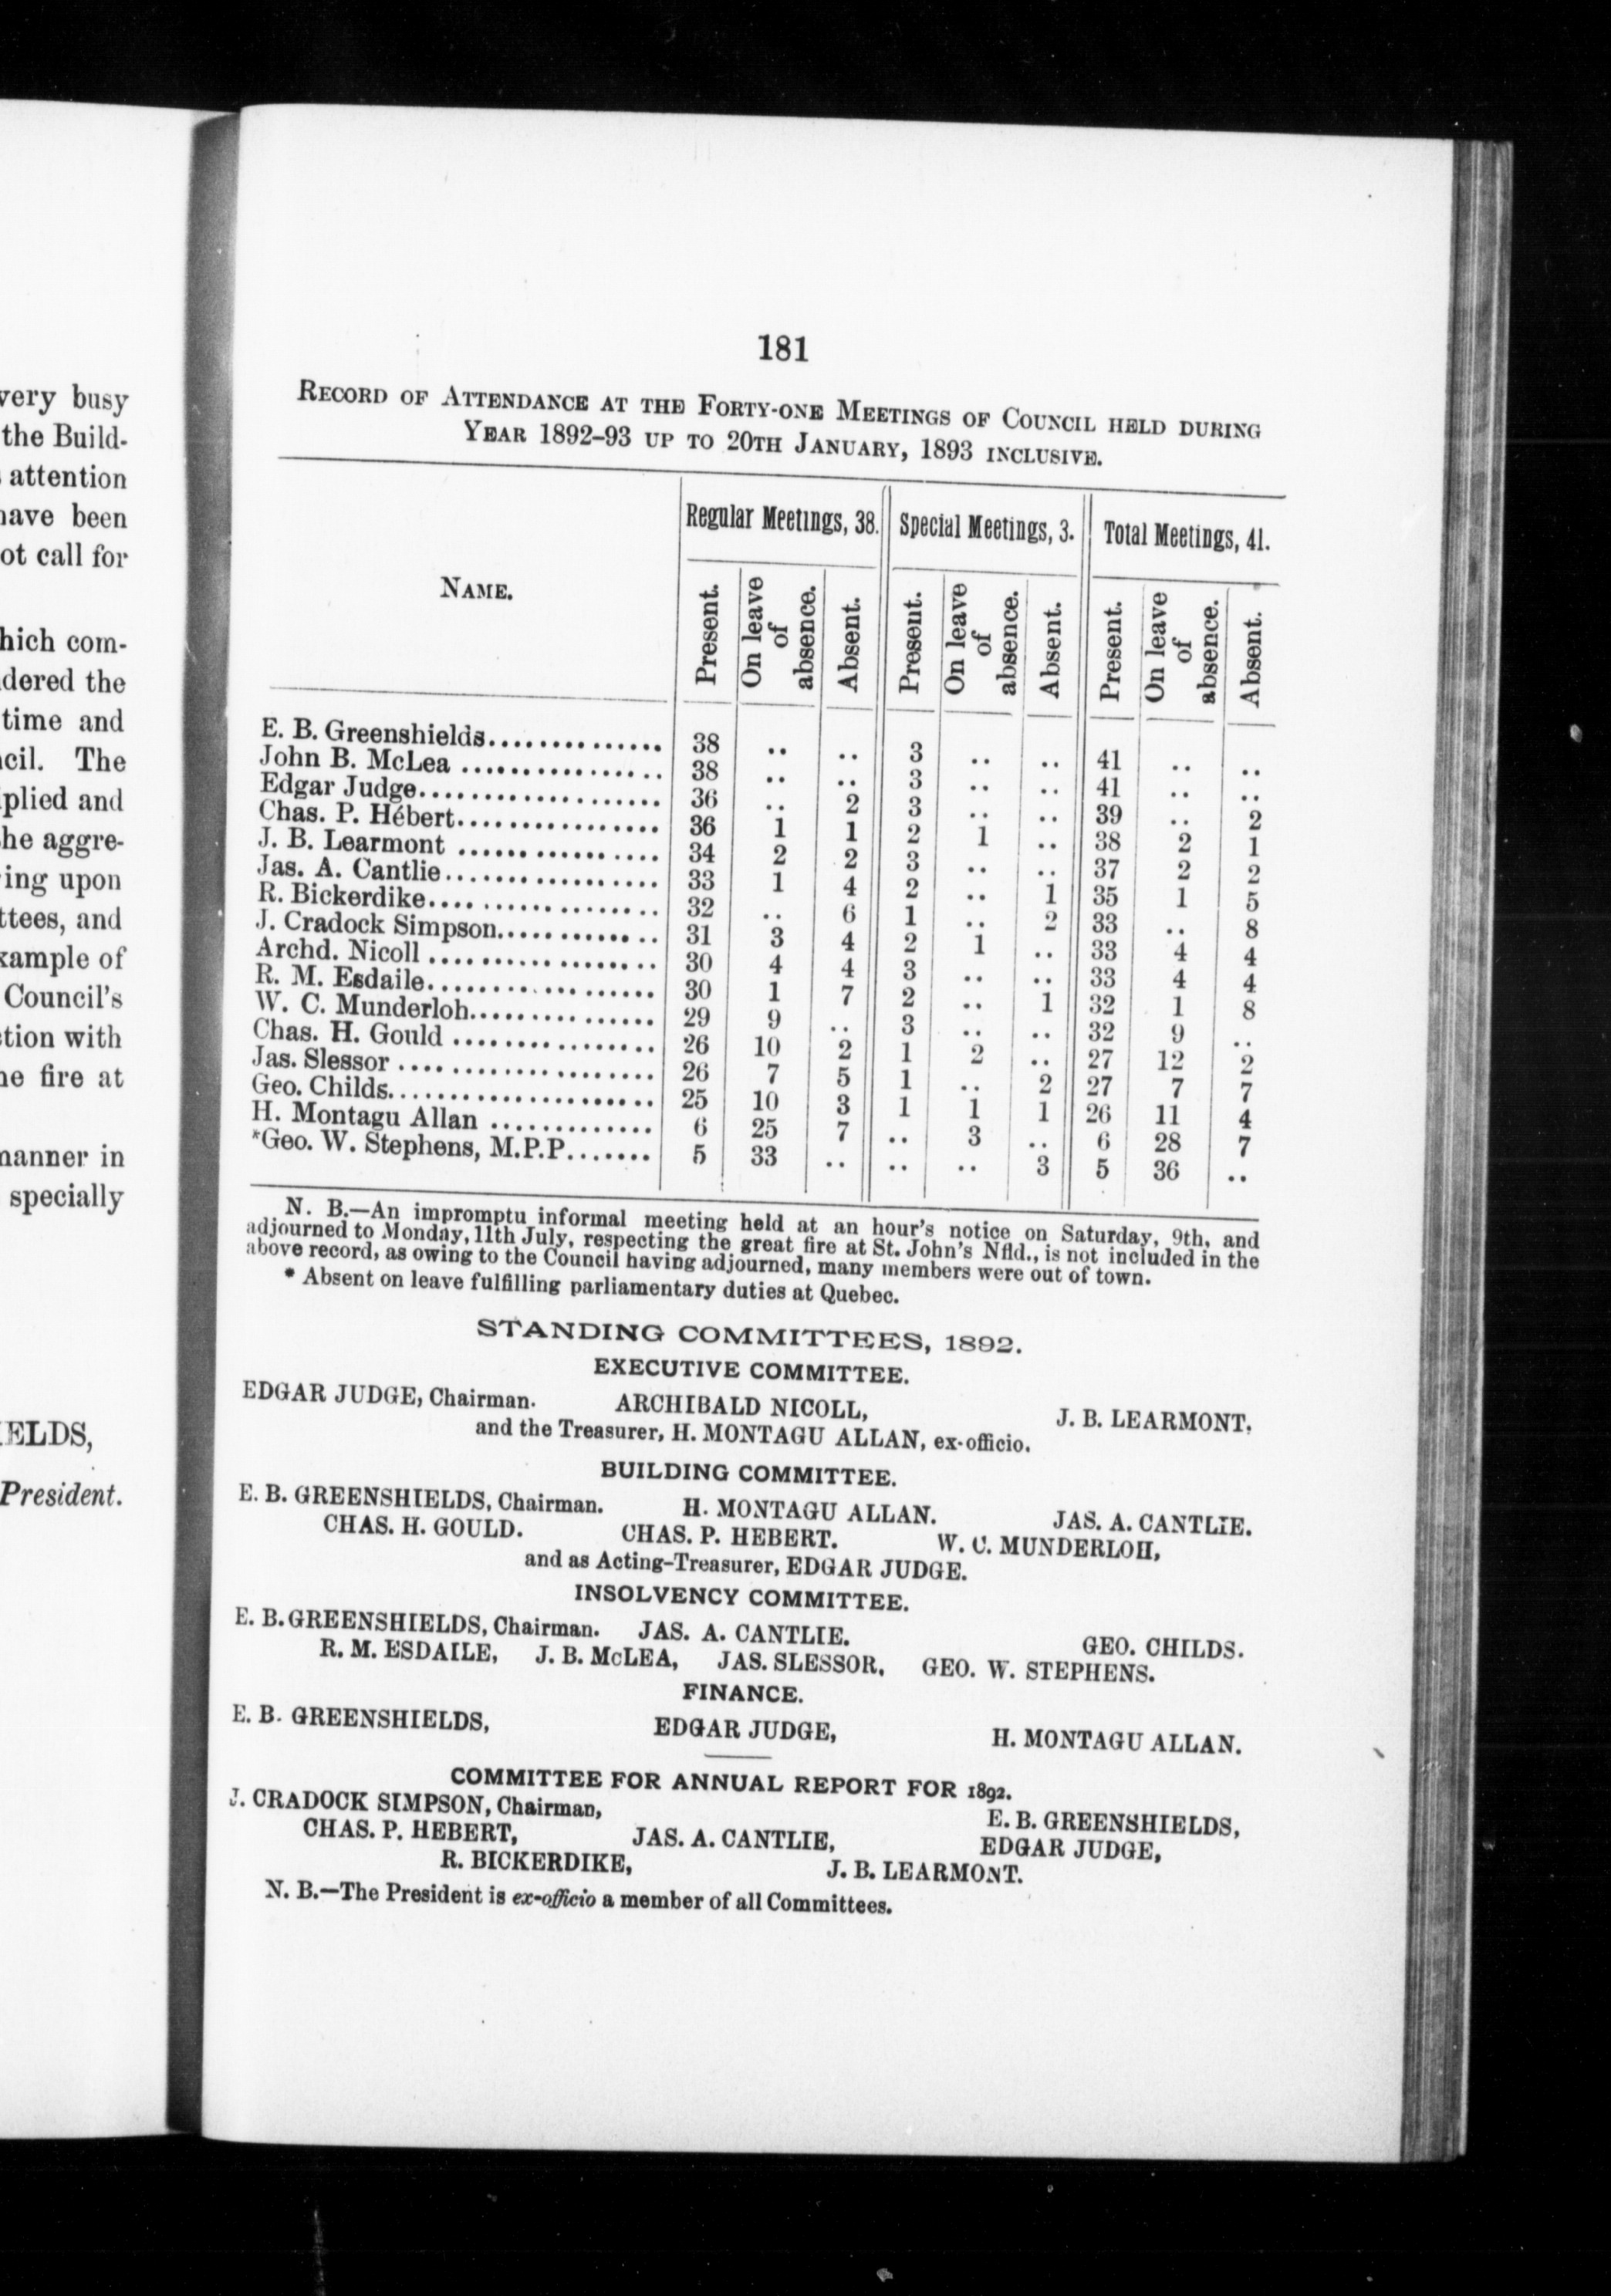 very busy
the Build-
attention
have been
ot call for
hich com-
dered the
time and
cil. The
plied and
he aggre-
ing upon
ttees, and
xample of
Council's
ction with
he fire at
manner in
specially
ELDS,
President.
181
RECORD OF ATTENDANCE AT THE FORTY-ONE MEETINGS OF COUNCIL HELD DURING
YEAR 1892-93 UP TO 20TH JANUARY, 1893 INCLUSIVE.
NAME. Regular Meetings, 38. Special Meetings, 3. Total Meetings, 41.
Present. On leave of absence. Absent. Present. On leave of absence. Absent. Present. On leave of absence. Absent.
E. B. Greenshields.............. 38 .. .. 3 .. .. 41 .. ..
John B. McLea ................ 38 .. .. 3 .. .. 41 .. ..
Edgar Judge.................... 36 .. 2 3 .. .. 39 .. 2
Chas. P. Hébert................. 36 1 1 2 1 .. 38 2 1
J. B. Learmont ................. 34 2 2 3 .. .. 37 2 2
Jas. A. Cantlie.................. 33 1 4 2 .. 1 35 1 5
R. Bickerdike................... 32 .. 6 1 .. 2 33 .. 8
J. Cradock Simpson............. 31 3 4 2 1 .. 33 4 4
Archd. Nicoll ................... 30 4 4 3 .. .. 33 4 4
R. M. Esdaile................... 30 1 7 2 .. 1 32 1 8
W. C. Munderloh............... 29 9 .. 3 .. .. 32 9 ..
Chas. H. Gould ................ 26 10 2 1 2 .. 27 12 2
Jas. Slessor ..................... 26 7 5 1 .. 2 27 7 7
Geo. Childs...................... 25 10 3 1 1 1 26 11 4
H. Montagu Allan ............. 6 25 7 .. 3 .. 6 28 7
*Geo. W. Stephens, M.P.P....... 5 33 .. .. .. 3 5 36 ..
N. B.—An impromptu informal meeting held at an hour's notice on Saturday, 9th, and
adjourned to Monday, 11th July, respecting the great fire at St. John's Nfld., is not included in the
above record, as owing to the Council having adjourned, many members were out of town.
* Absent on leave fulfilling parliamentary duties at Quebec.
STANDING COMMITTEES, 1892.
EXECUTIVE COMMITTEE.
EDGAR JUDGE, Chairman. ARCHIBALD NICOLL, J. B. LEARMONT,
and the Treasurer, H. MONTAGU ALLAN, ex-officio.
BUILDING COMMITTEE.
E. B. GREENSHIELDS, Chairman. H. MONTAGU ALLAN. JAS. A. CANTLIE.
CHAS. H. GOULD. CHAS. P. HEBERT. W. C. MUNDERLOH,
and as Acting-Treasurer, EDGAR JUDGE.
INSOLVENCY COMMITTEE.
E. B. GREENSHIELDS, Chairman. JAS. A. CANTLIE. GEO. CHILDS.
R. M. ESDAILE, J. B. McLEA, JAS. SLESSOR, GEO. W. STEPHENS.
FINANCE.
E. B. GREENSHIELDS, EDGAR JUDGE, H. MONTAGU ALLAN.
COMMITTEE FOR ANNUAL REPORT FOR 1892.
J. CRADOCK SIMPSON, Chairman, E. B. GREENSHIELDS,
CHAS. P. HEBERT, JAS. A. CANTLIE, EDGAR JUDGE,
R. BICKERDIKE, J. B. LEARMONT.
N. B.—The President is ex-officio a member of all Committees.